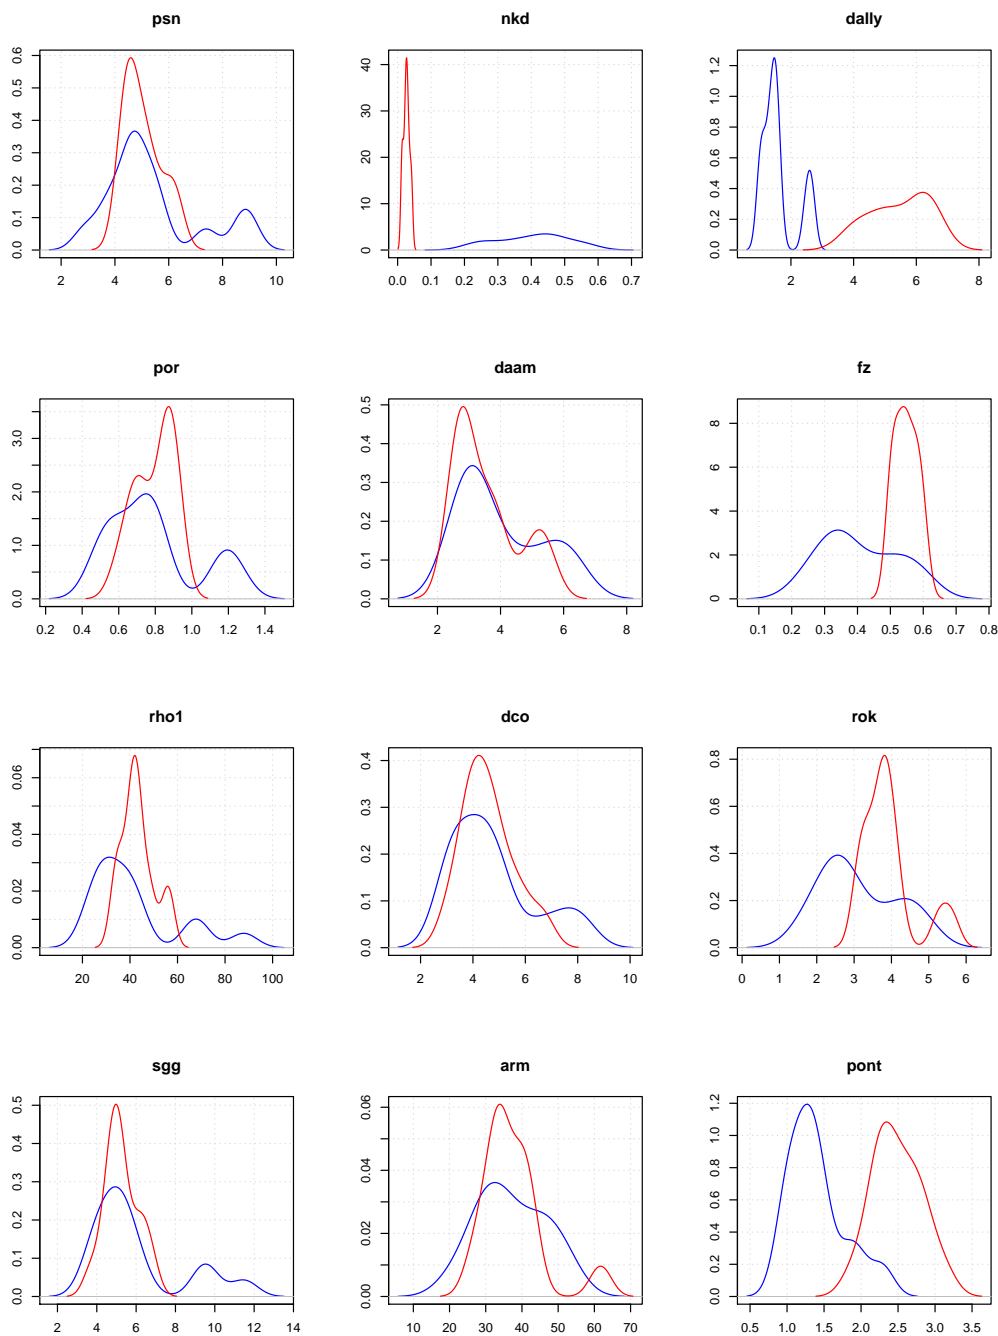 psn
nkd
dally
0.0 0.1 0.2 0.3 0.4 0.5 0.6
2 4 6 8 10
0 10 20 30 40
0.0 0.1 0.2 0.3 0.4 0.5 0.6 0.7
0.0 0.2 0.4 0.6 0.8 1.0 1.2
2 4 6 8
por
daam
fz
0.0 1.0 2.0 3.0
0.2 0.4 0.6 0.8 1.0 1.2 1.4
0.0 0.1 0.2 0.3 0.4 0.5
2 4 6 8
0 2 4 6 8
0.1 0.2 0.3 0.4 0.5 0.6 0.7 0.8
rho1
dco
rok
0.00 0.02 0.04 0.06
20 40 60 80 100
0.0 0.1 0.2 0.3 0.4
2 4 6 8 10
0.0 0.2 0.4 0.6 0.8
0 1 2 3 4 5 6
sgg
arm
pont
0.0 0.1 0.2 0.3 0.4 0.5
2 4 6 8 10 12 14
0.00 0.02 0.04 0.06
10 20 30 40 50 60 70
0.0 0.2 0.4 0.6 0.8 1.0 1.2
0.5 1.0 1.5 2.0 2.5 3.0 3.5